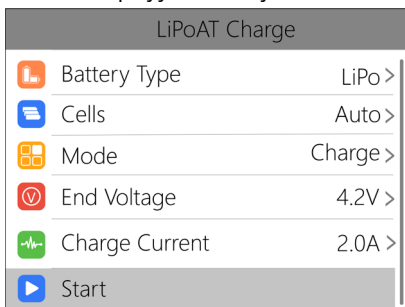 LiPoAT Charge
Battery Type LiPo >
Cells Auto >
Mode Charge >
End Voltage 4.2V >
Charge Current 2.0A >
Start